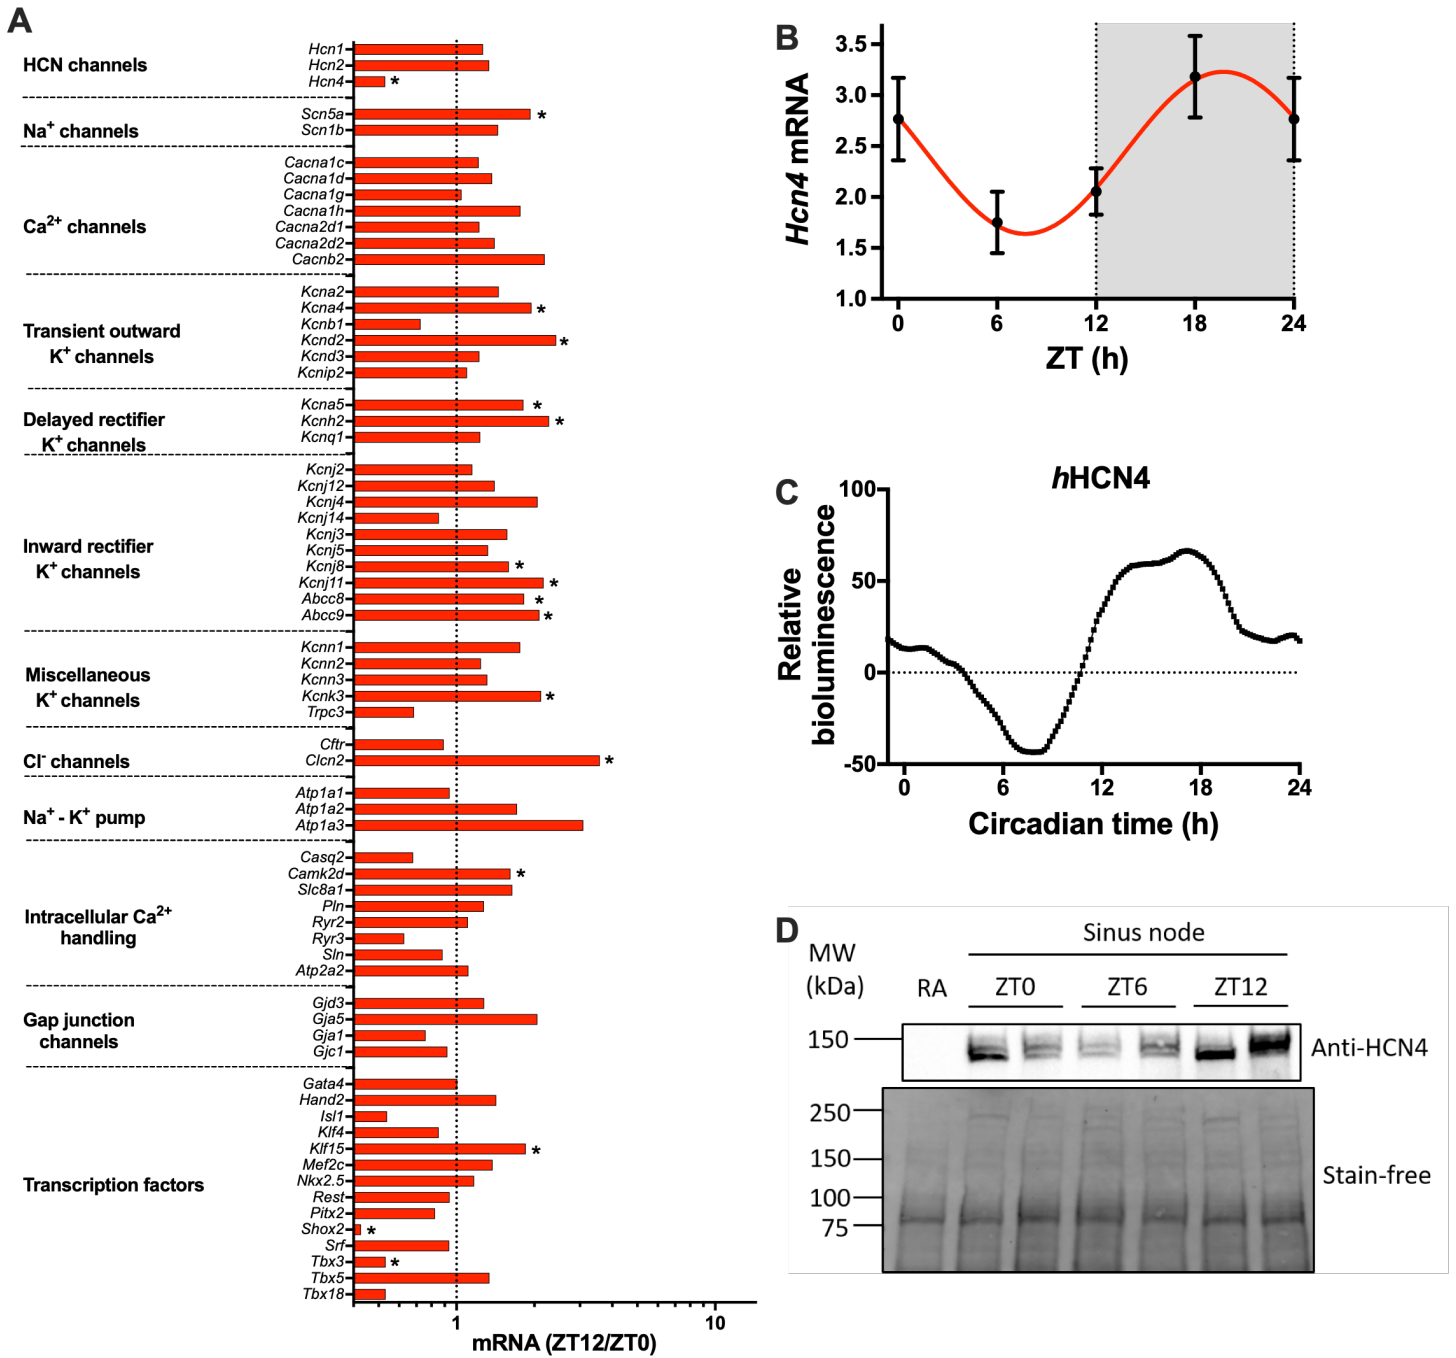 A
HCN channels
Hcn1
Hcn2
Hcn4 *
Na+ channels
Scn5a *
Scn1b
Ca2+ channels
Cacna1c
Cacna1d
Cacna1g
Cacna1h
Cacna2d1
Cacna2d2
Cacnb2
Transient outward
K+ channels
Kcna2
Kcna4 *
Kcnb1
Kcnd2 *
Kcnd3
Kcnip2
Delayed rectifier
K+ channels
Kcna5 *
Kcnh2 *
Kcnq1
Inward rectifier
K+ channels
Kcnj2
Kcnj12
Kcnj4
Kcnj14
Kcnj3
Kcnj5
Kcnj8 *
Kcnj11 *
Abcc8 *
Abcc9 *
Miscellaneous
K+ channels
Kcnn1
Kcnn2
Kcnn3
Kcnk3 *
Trpc3
Cl- channels
Cftr
Clcn2 *
Na+ - K+ pump
Atp1a1
Atp1a2
Atp1a3
Intracellular Ca2+
handling
Casq2
Camk2d *
Slc8a1
Pln
Ryr2
Ryr3
Sln
Atp2a2
Gap junction
channels
Gjd3
Gja5
Gja1
Gjc1
Transcription factors
Gata4
Hand2
Isl1
Klf4
Klf15 *
Mef2c
Nkx2.5
Rest
Pitx2
Shox2 *
Srf
Tbx3 *
Tbx5
Tbx18
1 10
mRNA (ZT12/ZT0)
B
Hcn4 mRNA
3.5
3.0
2.5
2.0
1.5
1.0
0 6 12 18 24
ZT (h)
C
hHCN4
Relative
bioluminescence
100
50
0
-50
0 6 12 18 24
Circadian time (h)
D
MW
(kDa)
Sinus node
RA ZT0 ZT6 ZT12
150
Anti-HCN4
250
150
100
75
Stain-free